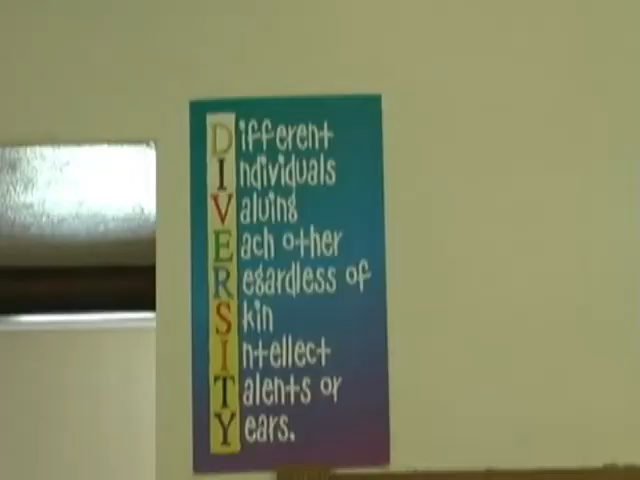 Different
Individuals
Valuing
Each other
Regardless of
Skin
Intellect
Talents or
Years.